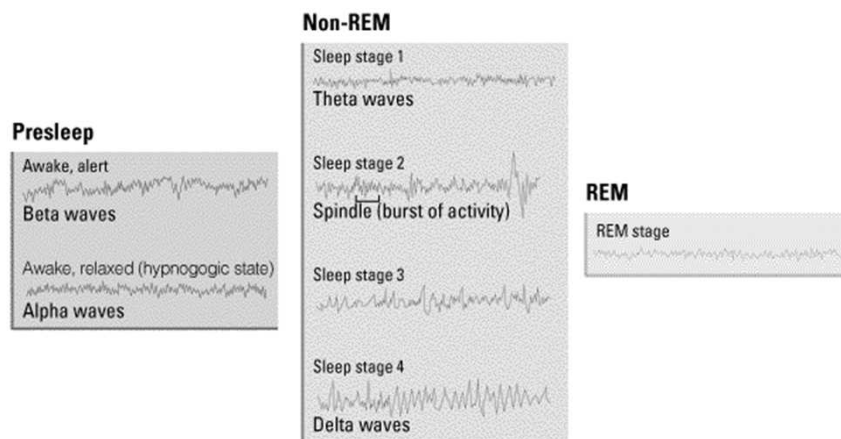 Presleep
Awake, alert
Beta waves
Awake, relaxed (hypnogogic state)
Alpha waves
Non-REM
Sleep stage 1
Theta waves
Sleep stage 2
Spindle (burst of activity)
Sleep stage 3
Sleep stage 4
Delta waves
REM
REM stage